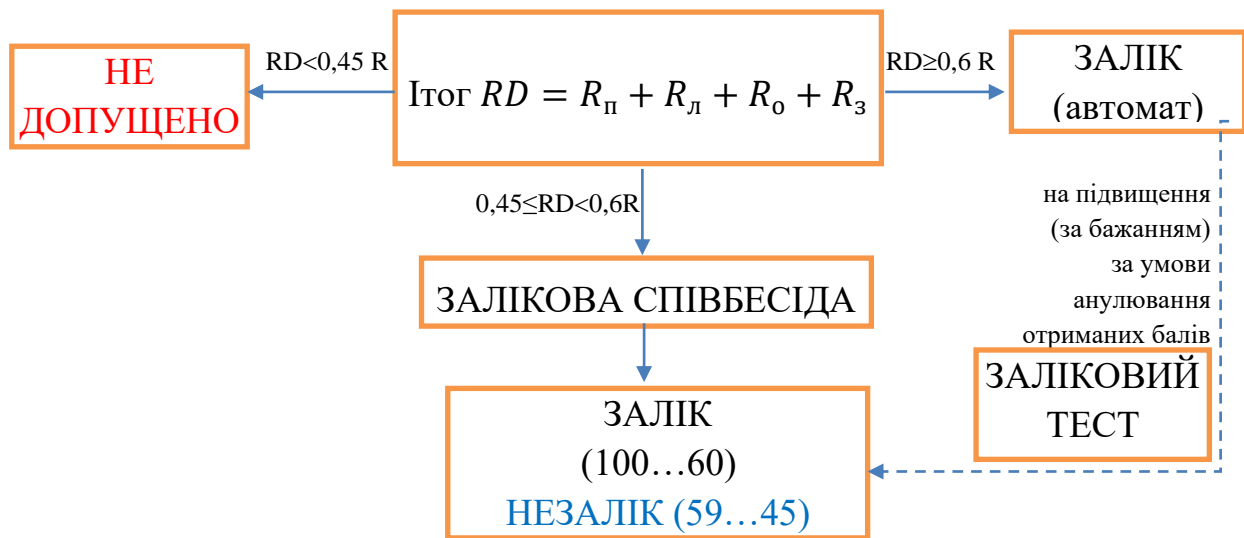 НЕ
ДОПУЩЕНО
RD<0,45 R
Ітог RD = Rп + Rл + Rо + Rз
RD≥0,6 R
ЗАЛІК
(автомат)
0,45≤RD<0,6R
на підвищення
(за бажанням)
за умови
анулювання
отриманих балів
ЗАЛІКОВА СПІВБЕСІДА
ЗАЛІКОВИЙ
ТЕСТ
ЗАЛІК
(100…60)
НЕЗАЛІК (59…45)